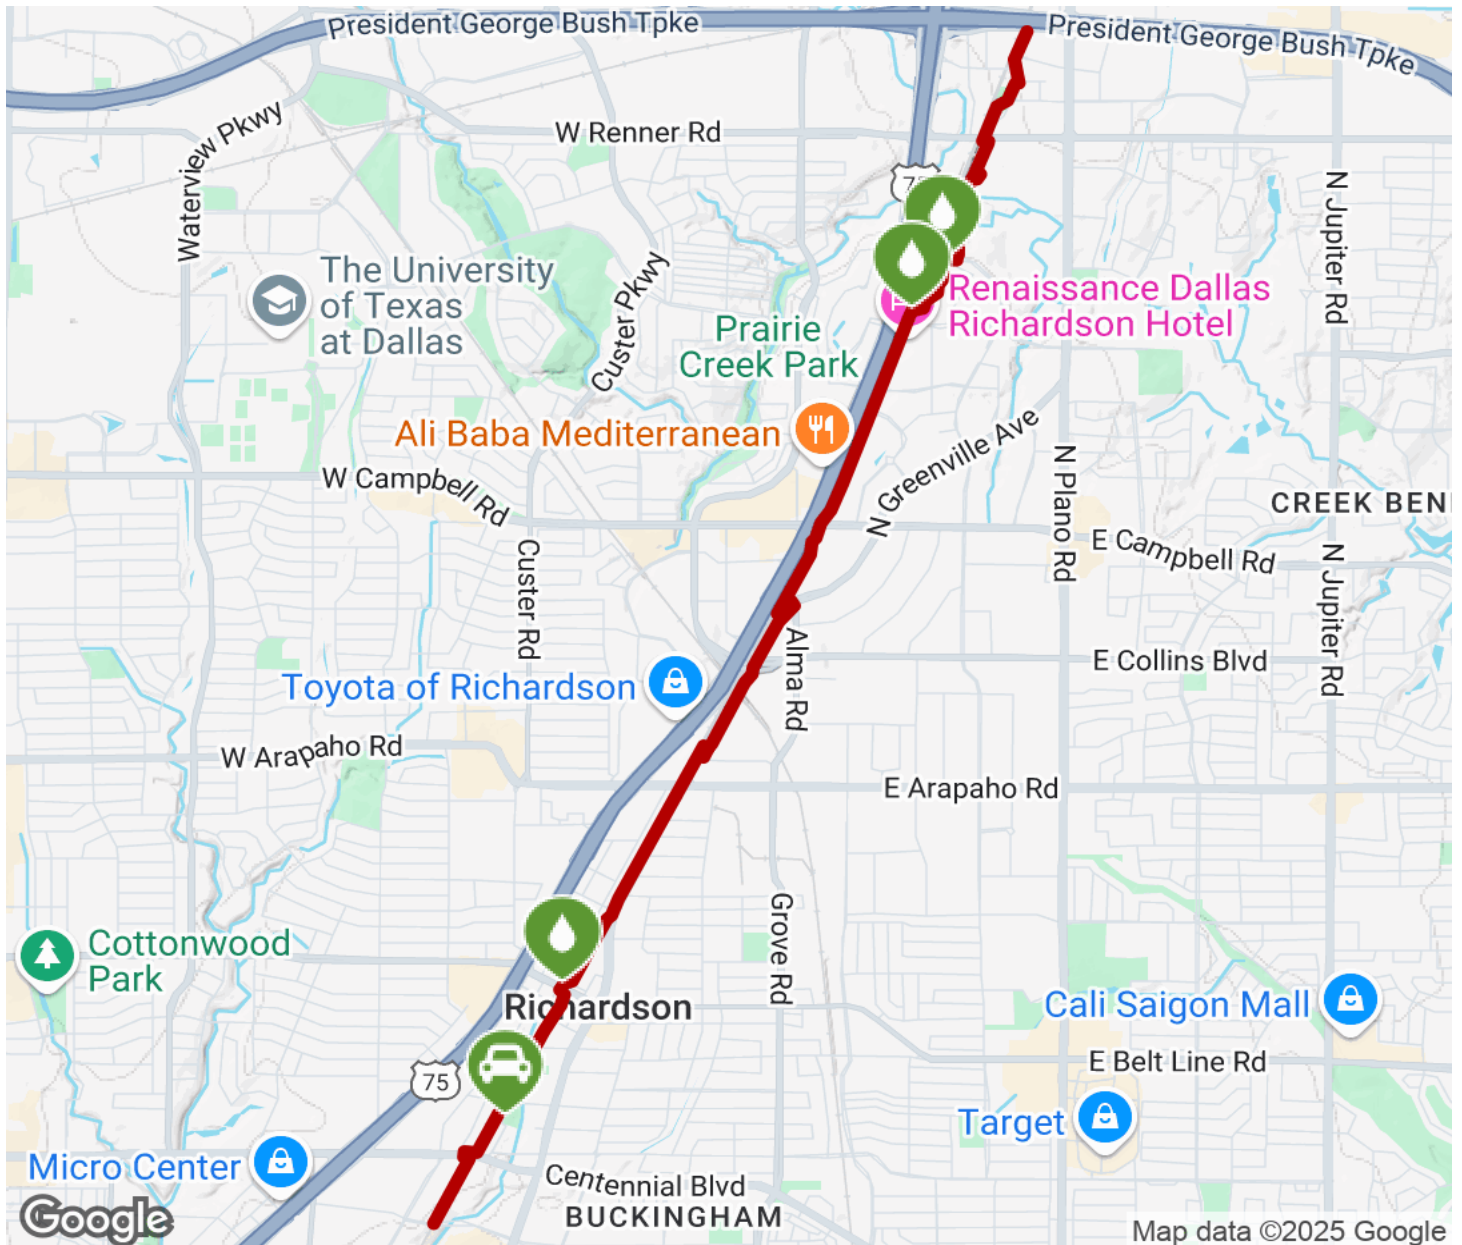 President George Bush Tpke
President George Bush Tpke
W Renner Rd
Waterview Pkwy
N Jupiter Rd
The University
of Texas
at Dallas
Custer Pkwy
Renaissance Dallas
Richardson Hotel
Prairie
Creek Park
Ali Baba Mediterranean
N Greenville Ave
W Campbell Rd
N Plano Rd
CREEK BEN
E Campbell Rd
Custer Rd
N Jupiter Rd
Alma Rd
E Collins Blvd
Toyota of Richardson
W Arapaho Rd
E Arapaho Rd
Grove Rd
Cottonwood
Park
Richardson
Cali Saigon Mall
E Belt Line Rd
75
Target
Micro Center
Centennial Blvd
BUCKINGHAM
Google
Map data ©2025 Google